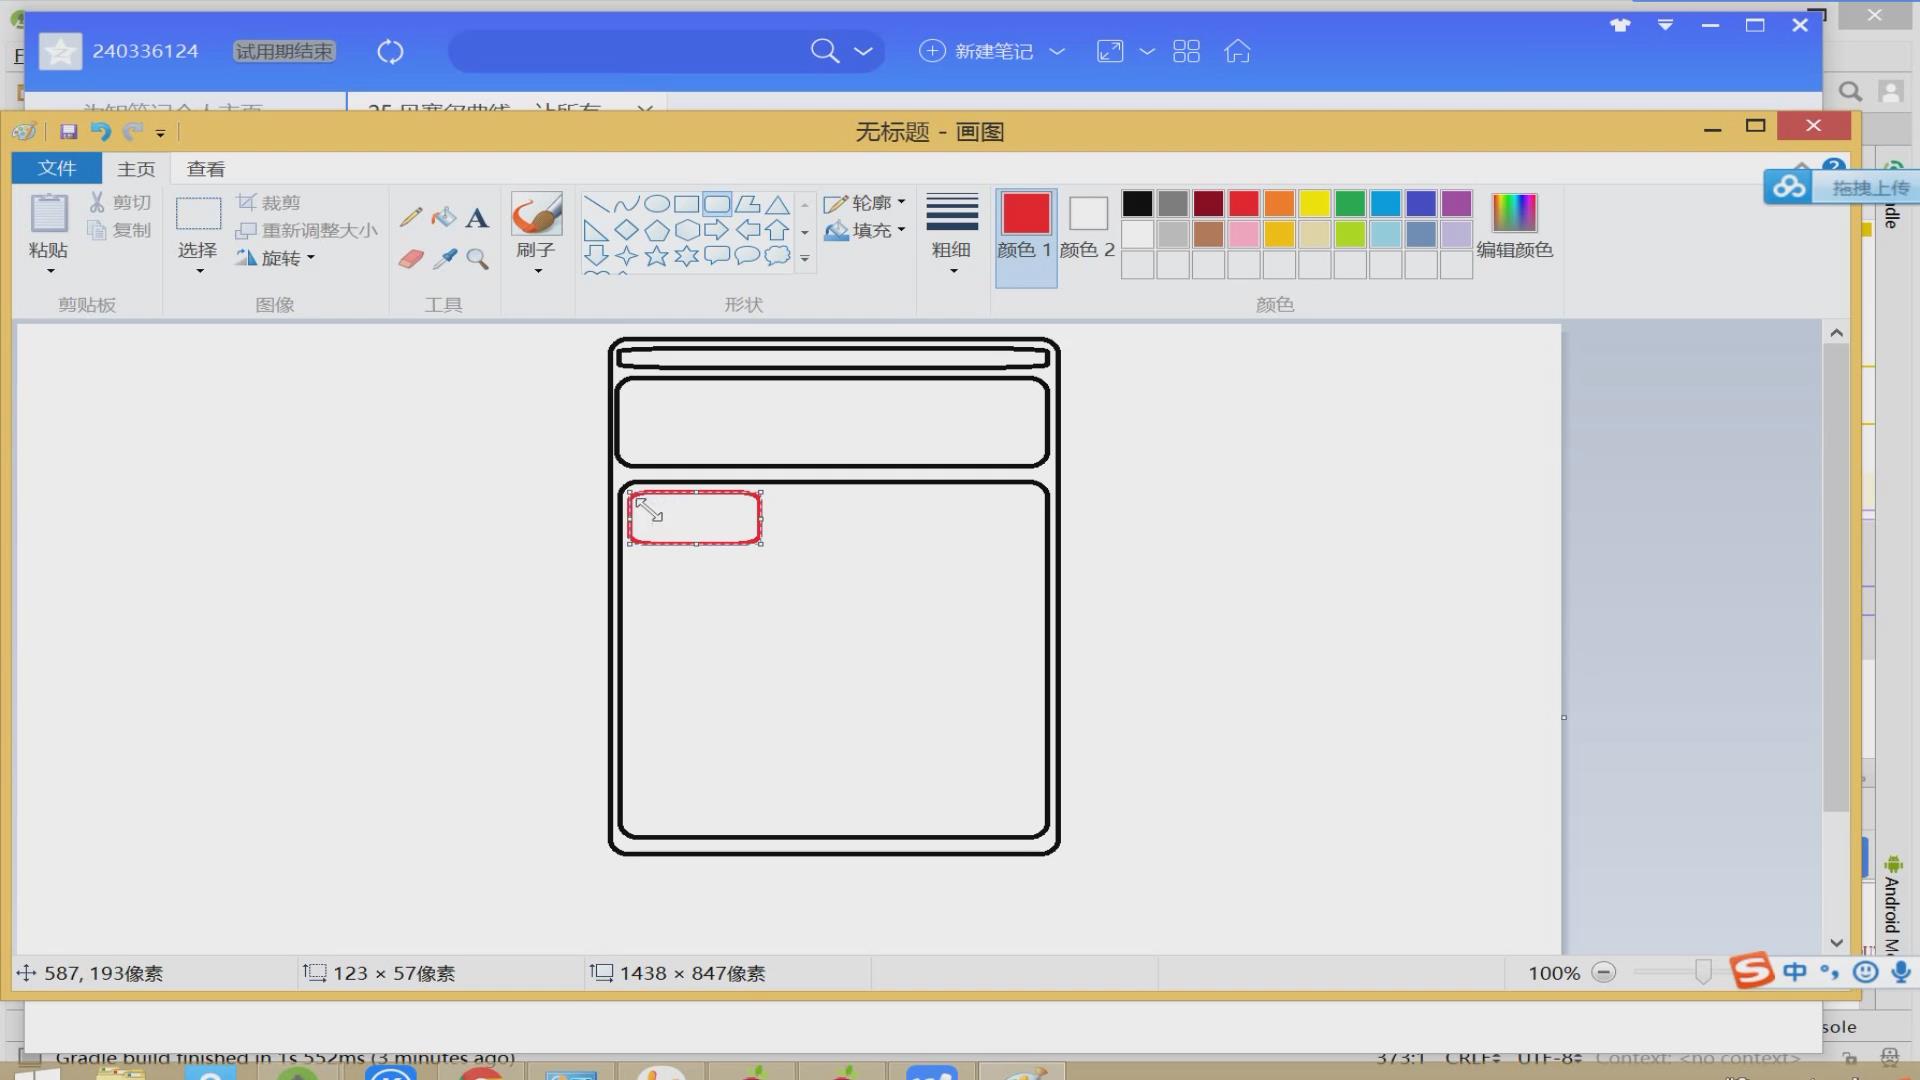 240336124
试用期结束
新建笔记
无标题 - 画图
文件
主页
查看
拖拽上传
粘贴
剪切
复制
剪贴板
选择
裁剪
重新调整大小
旋转
图像
A
工具
刷子
形状
轮廓
填充
粗细
颜色 1
颜色 2
编辑颜色
颜色
587, 193像素
123 × 57像素
1438 × 847像素
100%
中
sole
Gradle build finished in 1s 552ms (3 minutes ago)
373:1 CRLF UTF-8 Context: <no context>